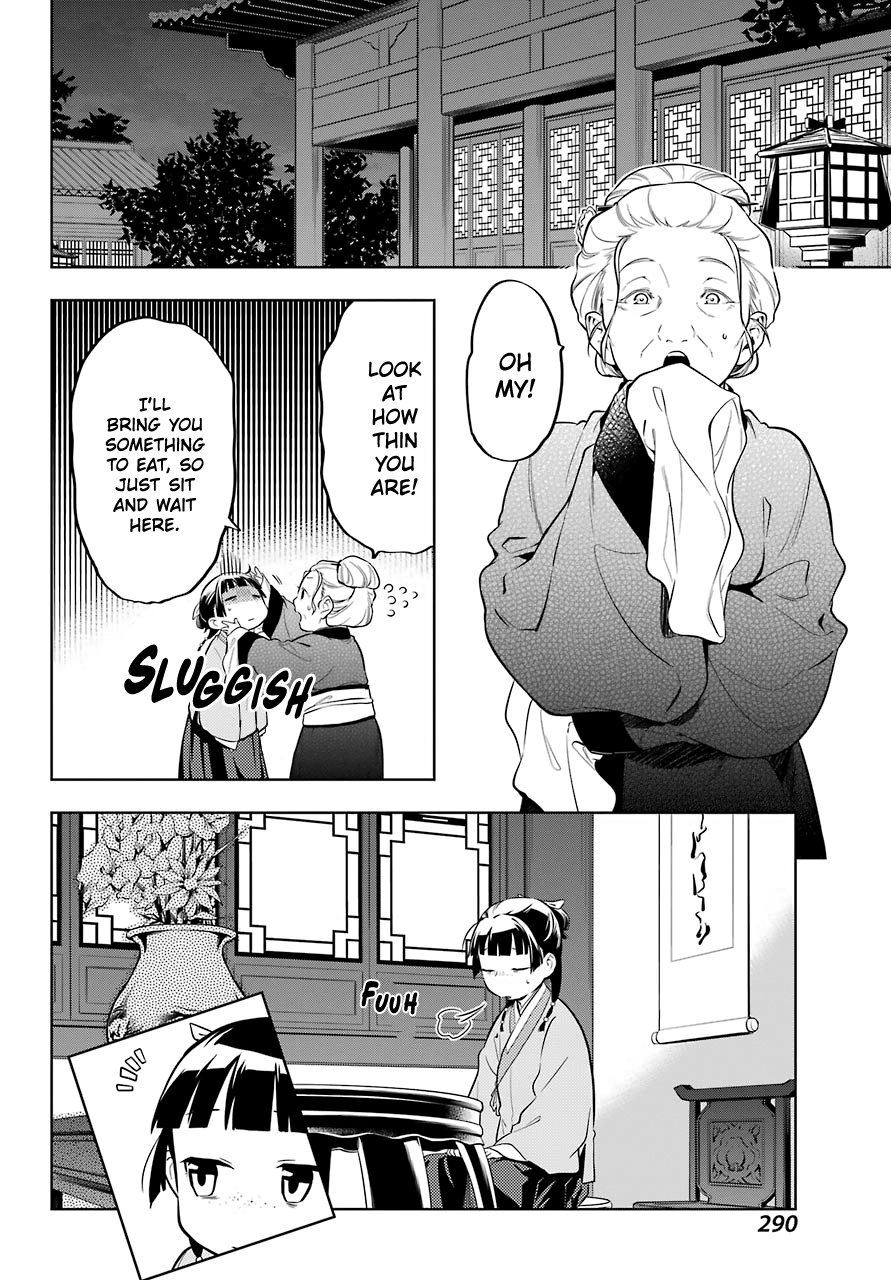 OH
MY!
LOOK
AT
HOW
THIN
YOU
ARE!
I'LL
BRING YOU
SOMETHING
TO EAT, SO
JUST SIT
AND WAIT
HERE.
SLUGGISH
FUUH
290